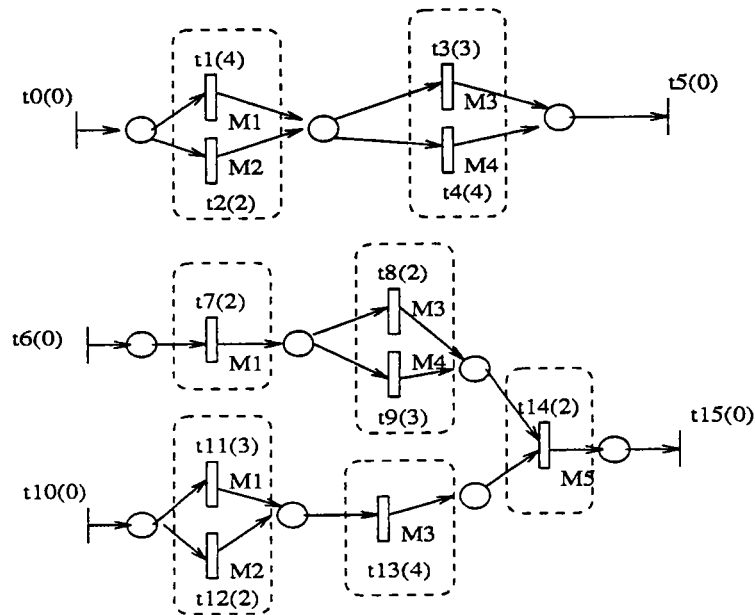 t1(4)
t3(3)
t0(0)
t5(0)
M1
M3
M2
M4
t2(2)
t4(4)
t8(2)
t7(2)
M3
t6(0)
M1
M4
t9(3)
t14(2)
t15(0)
t11(3)
t10(0)
M1
M5
M3
M2
t13(4)
t12(2)